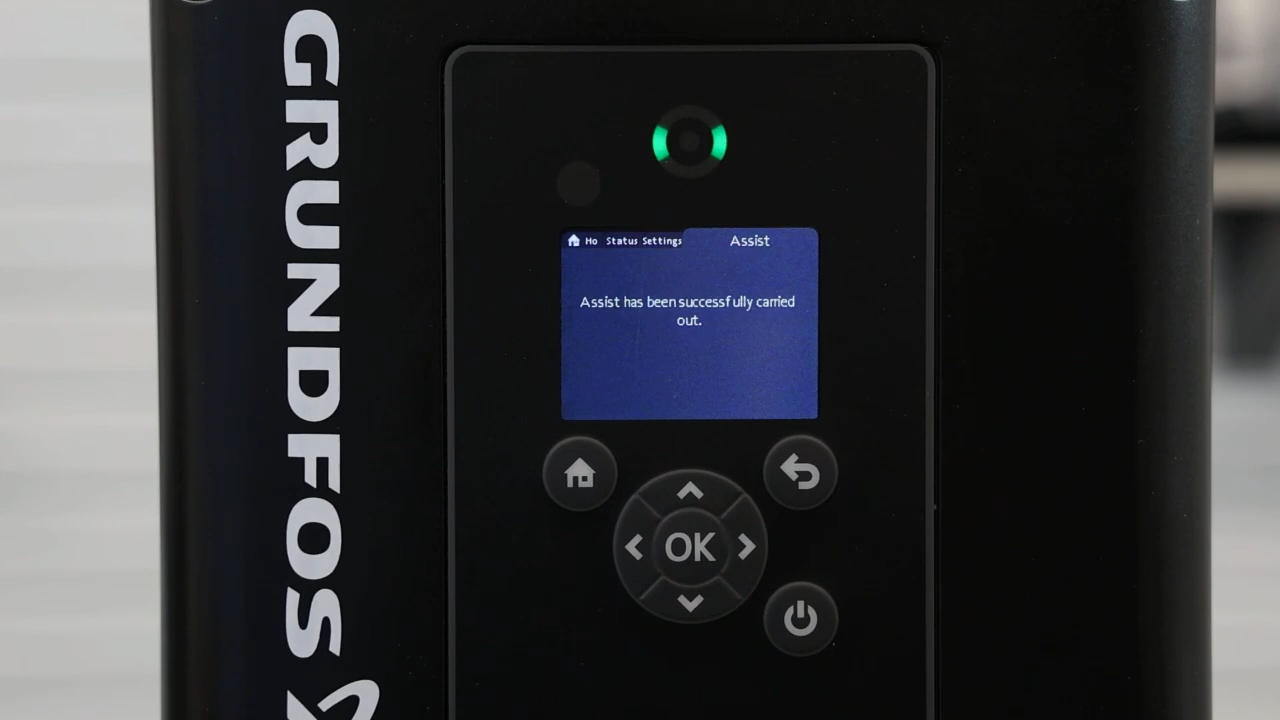 GRUNDFOS
Ho Status Settings Assist
Assist has been successfully carried
out.
OK